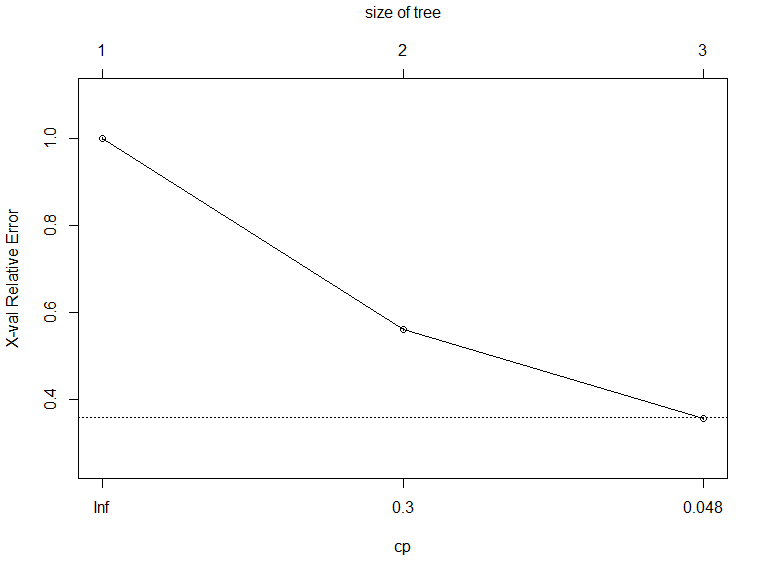 size of tree
1 2 3
X-val Relative Error
1.0
0.8
0.6
0.4
Inf 0.3 0.048
cp